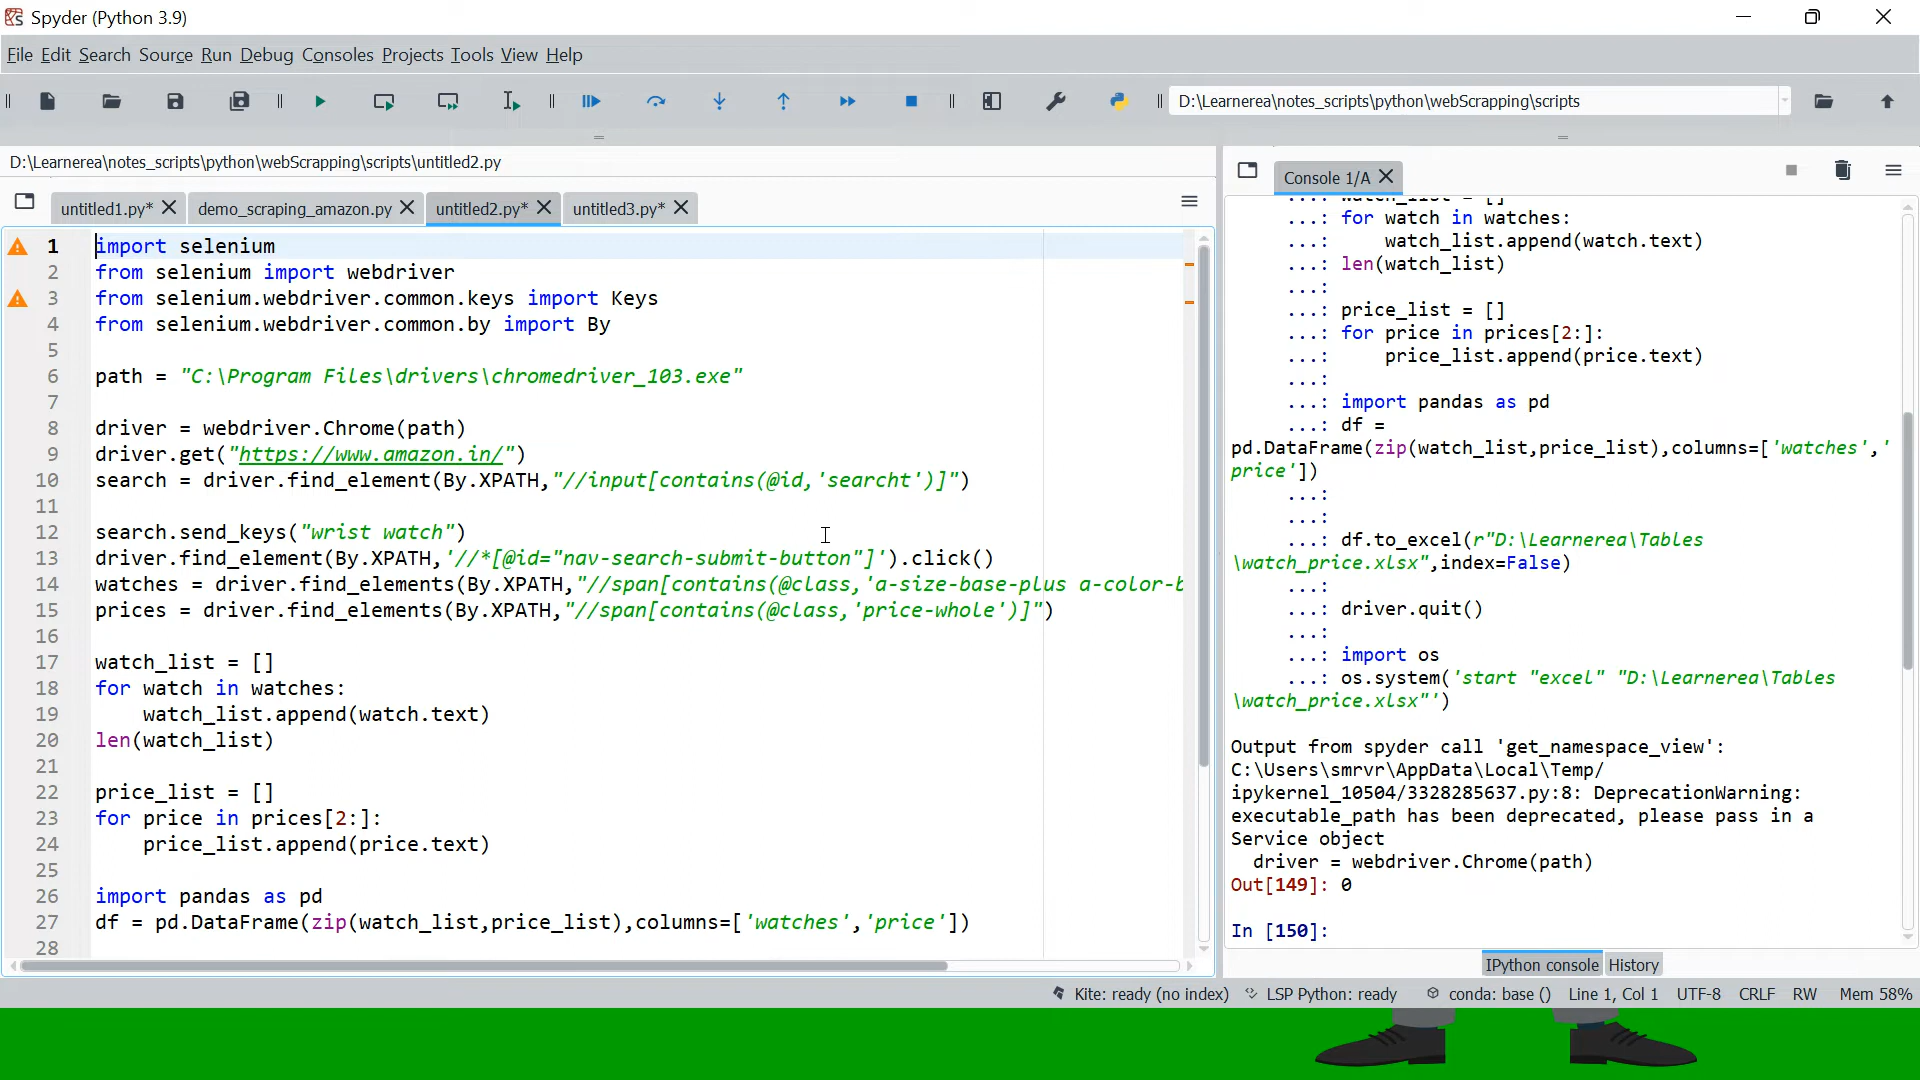 Spyder (Python 3.9)
File Edit Search Source Run Debug Consoles Projects Tools View Help
D:\Learnerea\notes_scripts\python\webScrapping\scripts
D:\Learnerea\notes_scripts\python\webScrapping\scripts\untitled2.py
untitled1.py* demo_scraping_amazon.py untitled2.py* untitled3.py*
1 import selenium
2 from selenium import webdriver
3 from selenium.webdriver.common.keys import Keys
4 from selenium.webdriver.common.by import By
5
6 path = "C:\Program Files\drivers\chromedriver_103.exe"
7
8 driver = webdriver.Chrome(path)
9 driver.get("https://www.amazon.in/")
10 search = driver.find_element(By.XPATH,"//input[contains(@id,'searcht')]")
11
12 search.send_keys("wrist watch")
13 driver.find_element(By.XPATH,'//*[@id="nav-search-submit-button"]').click()
14 watches = driver.find_elements(By.XPATH,"//span[contains(@class,'a-size-base-plus a-color-b
15 prices = driver.find_elements(By.XPATH,"//span[contains(@class,'price-whole')]")
16
17 watch_list = []
18 for watch in watches:
19     watch_list.append(watch.text)
20 len(watch_list)
21
22 price_list = []
23 for price in prices[2:]:
24     price_list.append(price.text)
25
26 import pandas as pd
27 df = pd.DataFrame(zip(watch_list,price_list),columns=['watches','price'])
28
Console 1/A
...: watch_list = []
...: for watch in watches:
...:     watch_list.append(watch.text)
...: len(watch_list)
...:
...: price_list = []
...: for price in prices[2:]:
...:     price_list.append(price.text)
...:
...: import pandas as pd
...: df =
pd.DataFrame(zip(watch_list,price_list),columns=['watches','
price'])
...:
...:
...: df.to_excel(r"D:\Learnerea\Tables
\watch_price.xlsx",index=False)
...:
...: driver.quit()
...:
...: import os
...: os.system('start "excel" "D:\Learnerea\Tables
\watch_price.xlsx"')
Output from spyder call 'get_namespace_view':
C:\Users\smrvr\AppData\Local\Temp/
ipykernel_10504/3328285637.py:8: DeprecationWarning:
executable_path has been deprecated, please pass in a
Service object
driver = webdriver.Chrome(path)
Out[149]: 0
In [150]:
IPython console History
Kite: ready (no index) LSP Python: ready conda: base () Line 1, Col 1 UTF-8 CRLF RW Mem 58%